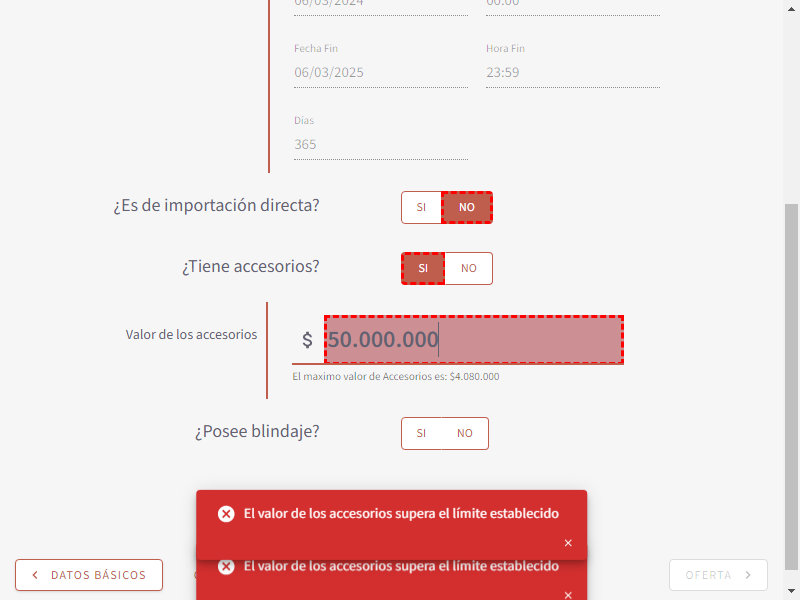 06/03/2024 00:00
Fecha Fin Hora Fin
06/03/2025 23:59
Días
365
¿Es de importación directa? SI NO
¿Tiene accesorios? SI NO
Valor de los accesorios $ 50.000.000
El maximo valor de Accesorios es: $4.080.000
¿Posee blindaje? SI NO
El valor de los accesorios supera el límite establecido
×
El valor de los accesorios supera el límite establecido
×
DATOS BÁSICOS OFERTA